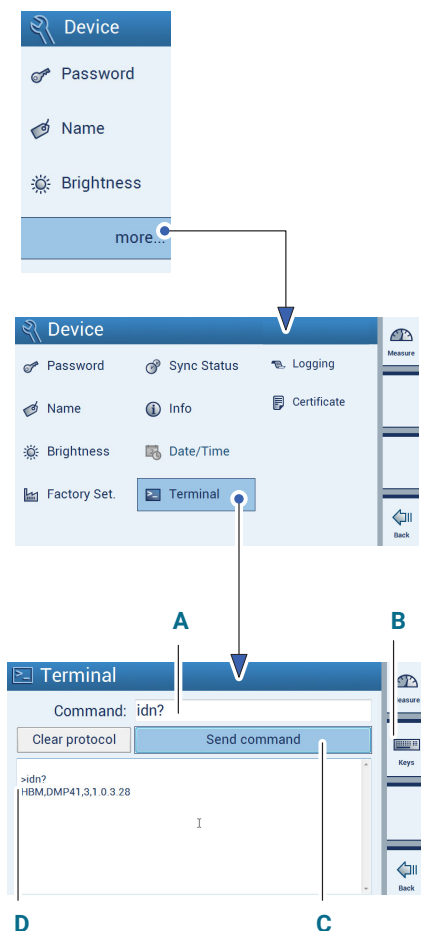 Device
Password
Name
Brightness
more...
Device
Measure
Password
Sync Status
Logging
Name
Info
Certificate
Brightness
Date/Time
Factory Set.
Terminal
Back
A
B
Terminal
easure
Command: idn?
Clear protocol
Send command
Keys
>idn?
HBM,DMP41,3,1.0.3.28
Back
D
C